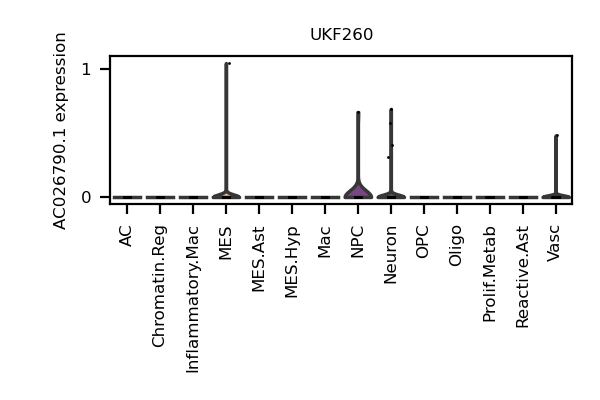 UKF260
AC026790.1 expression
1
0
AC
Chromatin.Reg
Inflammatory.Mac
MES
MES.Ast
MES.Hyp
Mac
NPC
Neuron
OPC
Oligo
Prolif.Metab
Reactive.Ast
Vasc